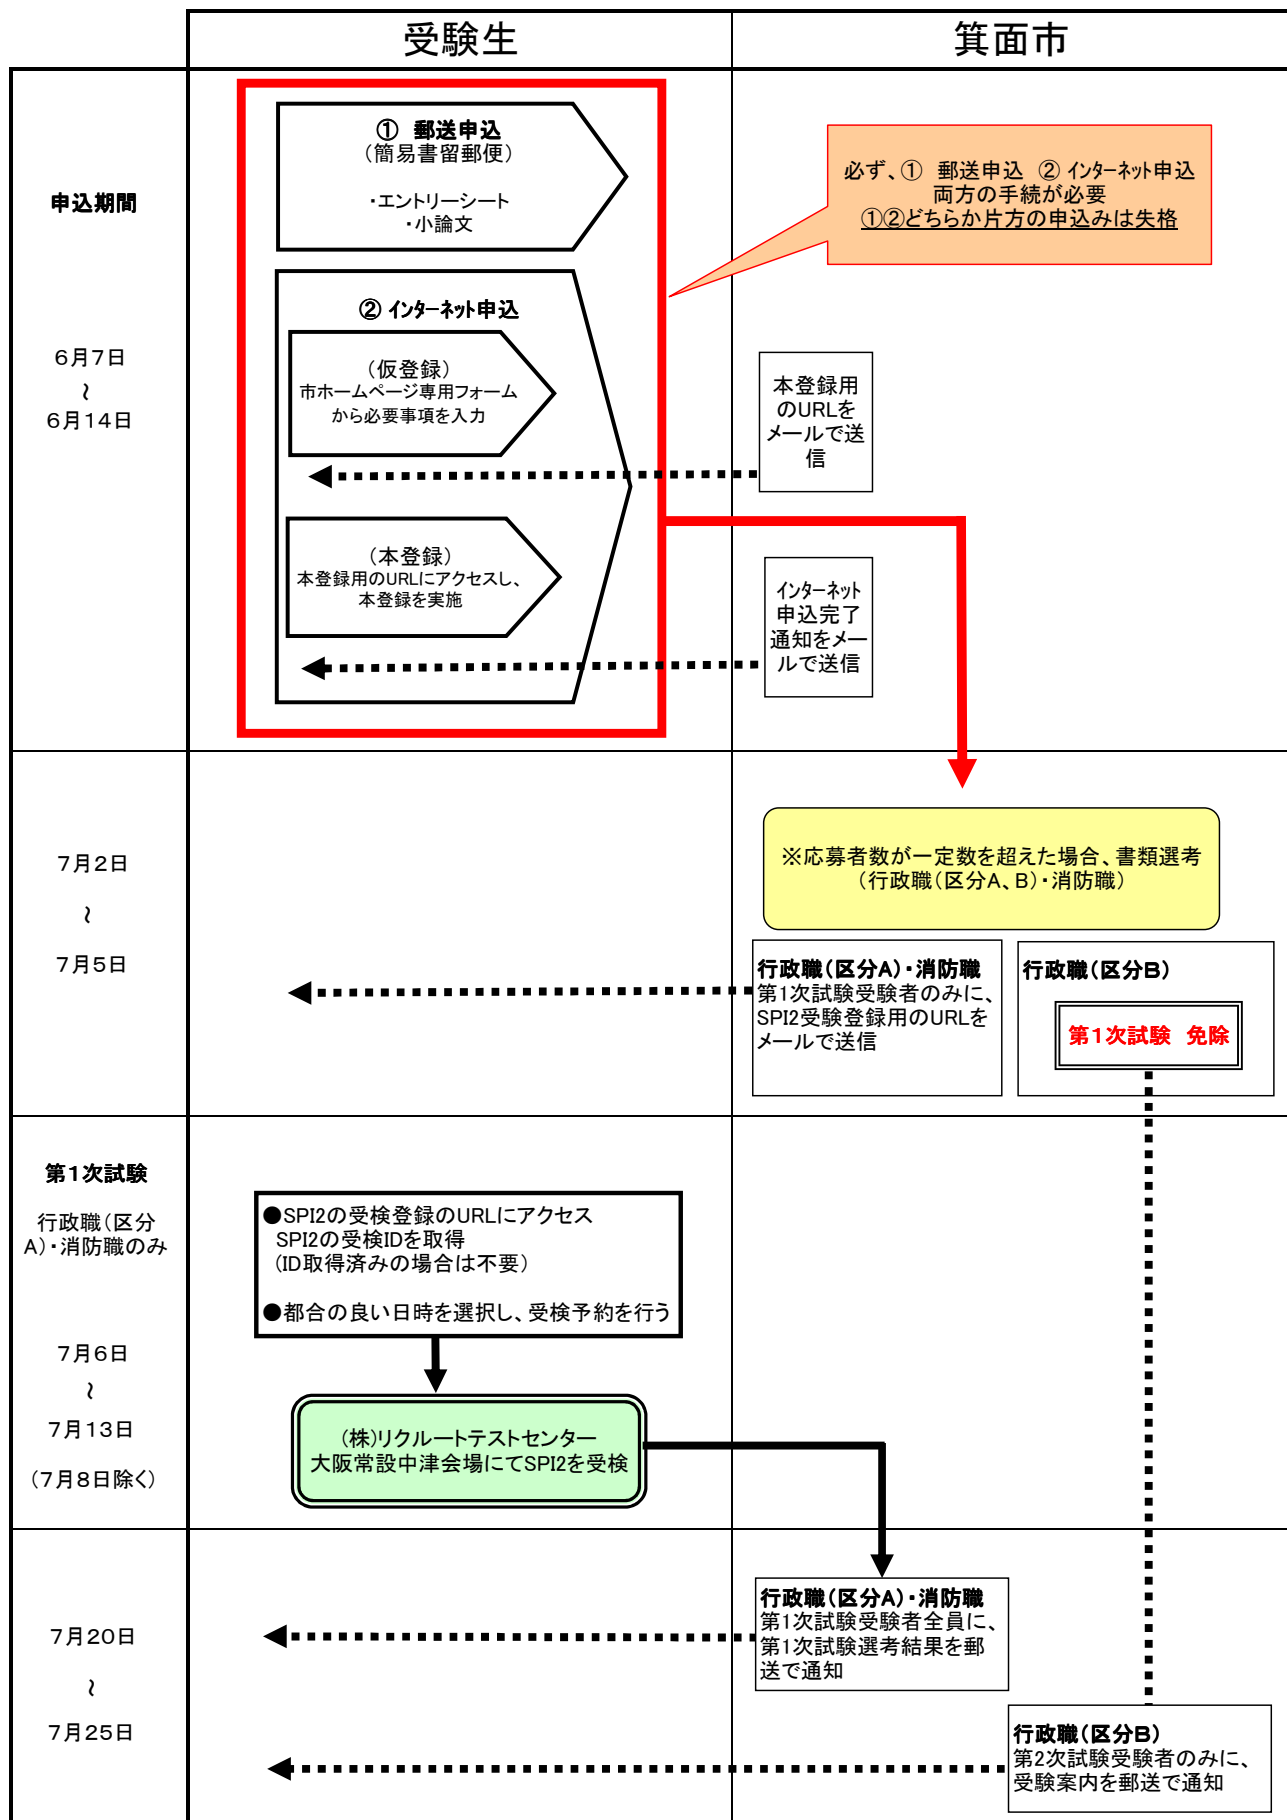 受験生
箕面市
申込期間
6月7日
~
6月14日
① 郵送申込
(簡易書留郵便)
・エントリーシート
・小論文
② インターネット申込
(仮登録)
市ホームページ専用フォーム
から必要事項を入力
(本登録)
本登録用のURLにアクセスし、
本登録を実施
必ず、① 郵送申込 ② インターネット申込
両方の手続が必要
①②どちらか片方の申込みは失格
本登録用
のURLを
メールで送
信
インターネット
申込完了
通知をメー
ルで送信
7月2日
~
7月5日
※応募者数が一定数を超えた場合、書類選考
(行政職(区分A、B)・消防職)
行政職(区分A)・消防職
第1次試験受験者のみに、
SPI2受験登録用のURLを
メールで送信
行政職(区分B)
第1次試験 免除
第1次試験
行政職(区分
A)・消防職のみ
7月6日
~
7月13日
(7月8日除く)
●SPI2の受検登録のURLにアクセス
SPI2の受検IDを取得
(ID取得済みの場合は不要)
●都合の良い日時を選択し、受検予約を行う
(株)リクルートテストセンター
大阪常設中津会場にてSPI2を受検
7月20日
~
7月25日
行政職(区分A)・消防職
第1次試験受験者全員に、
第1次試験選考結果を郵
送で通知
行政職(区分B)
第2次試験受験者のみに、
受験案内を郵送で通知